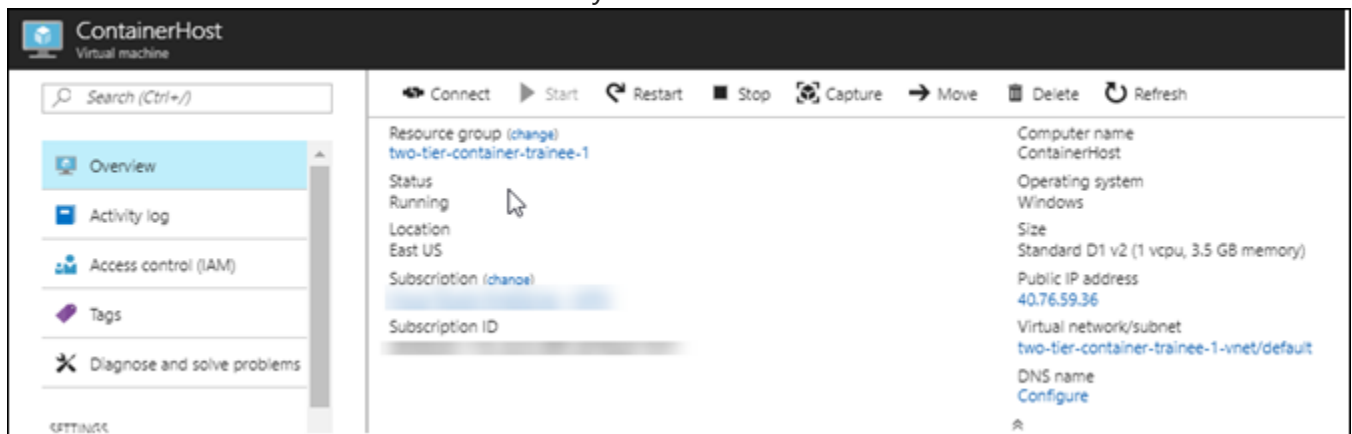 ContainerHost
Virtual machine
Search (Ctrl+/)
Overview
Activity log
Access control (IAM)
Tags
Diagnose and solve problems
SETTINGS
Connect Start Restart Stop Capture Move Delete Refresh
Resource group (change)
two-tier-container-trainee-1
Status
Running
Location
East US
Subscription (change)
Subscription ID
Computer name
ContainerHost
Operating system
Windows
Size
Standard D1 v2 (1 vcpu, 3.5 GB memory)
Public IP address
40.76.59.36
Virtual network/subnet
two-tier-container-trainee-1-vnet/default
DNS name
Configure